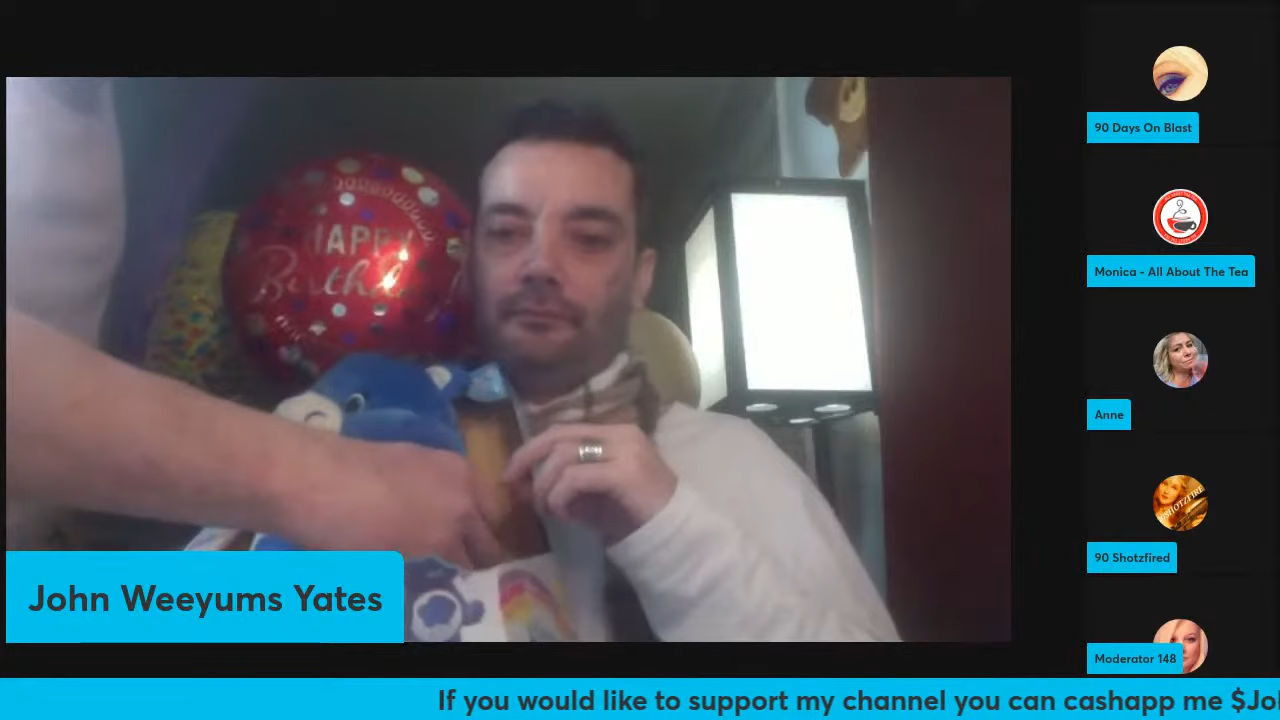 90 Days On Blast
HAPPY
Monica - All About The Tea
Anne
SHOTZFIRE
90 Shotzfired
John Weeyums Yates
Moderator 148
If you would like to support my channel you can cashapp me $Jo